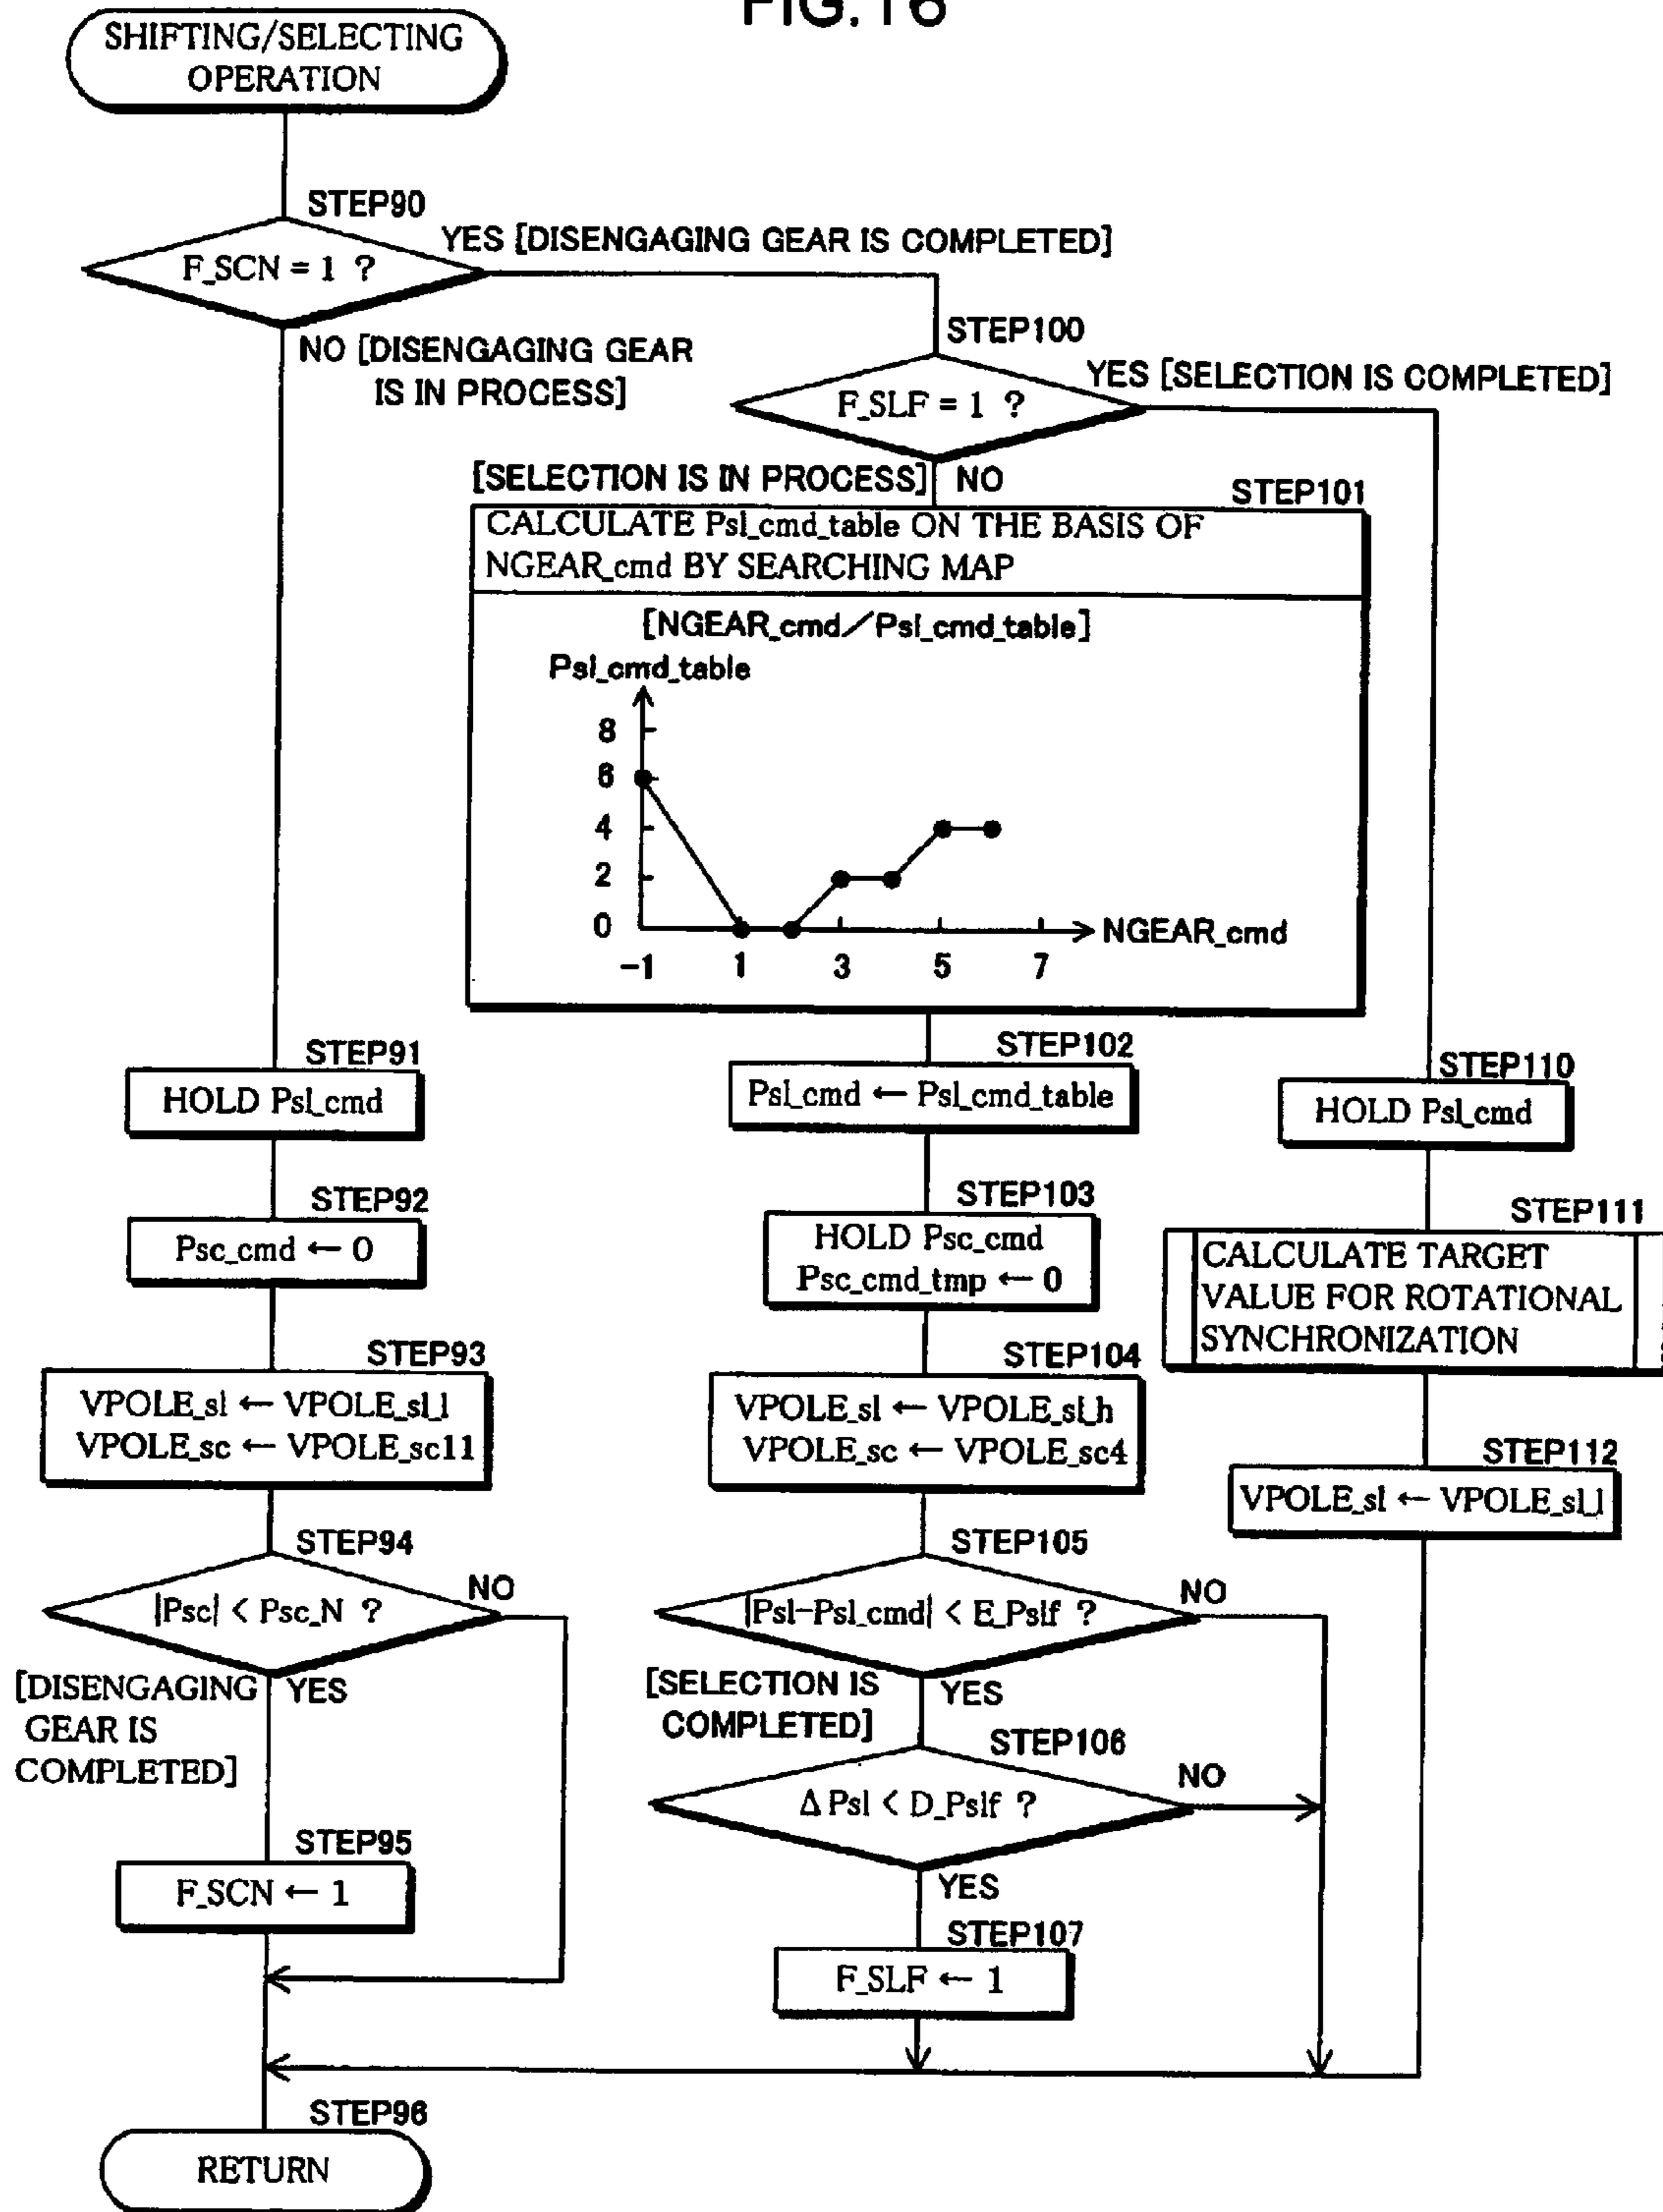 FIG. 16
SHIFTING/SELECTING
OPERATION
STEP90
F_SCN = 1 ?
YES [DISENGAGING GEAR IS COMPLETED]
NO [DISENGAGING GEAR
IS IN PROCESS]
STEP100
F_SLF = 1 ?
YES [SELECTION IS COMPLETED]
[SELECTION IS IN PROCESS] NO
STEP101
CALCULATE Psl_cmd_table ON THE BASIS OF
NGEAR_cmd BY SEARCHING MAP
[NGEAR_cmd/Psl_cmd_table]
Psl_cmd_table
8
6
4
2
0
NGEAR_cmd
-1 1 3 5 7
STEP91
HOLD Psl_cmd
STEP92
Psc_cmd ← 0
STEP93
VPOLE_sl ← VPOLE_sl_l
VPOLE_sc ← VPOLE_sc11
STEP94
|Psc| < Psc_N ?
NO
[DISENGAGING
GEAR IS
COMPLETED]
YES
STEP95
F_SCN ← 1
STEP96
RETURN
STEP102
Psl_cmd ← Psl_cmd_table
STEP103
HOLD Psc_cmd
Psc_cmd_tmp ← 0
STEP104
VPOLE_sl ← VPOLE_sl_h
VPOLE_sc ← VPOLE_sc4
STEP105
|Psl-Psl_cmd| < E_Pslf ?
NO
[SELECTION IS
COMPLETED]
YES
STEP106
Δ Psl < D_Pslf ?
NO
YES
STEP107
F_SLF ← 1
STEP110
HOLD Psl_cmd
STEP111
CALCULATE TARGET
VALUE FOR ROTATIONAL
SYNCHRONIZATION
STEP112
VPOLE_sl ← VPOLE_sl_l